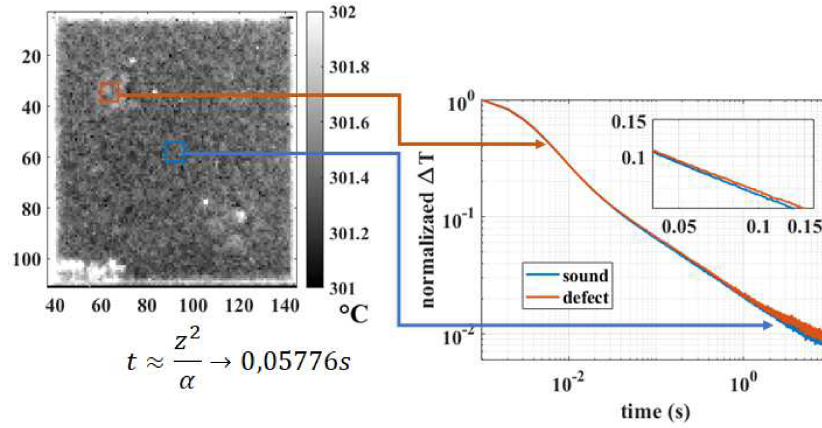 302
301.8
301.6
301.4
301.2
301
°C
20
40
60
80
100
40 60 80 100 120 140
t ≈ z²/α → 0,05776s
normalizaed ΔT
10⁰
10⁻¹
10⁻²
10⁻² 10⁰
time (s)
sound
defect
0.15
0.1
0.05 0.1 0.15